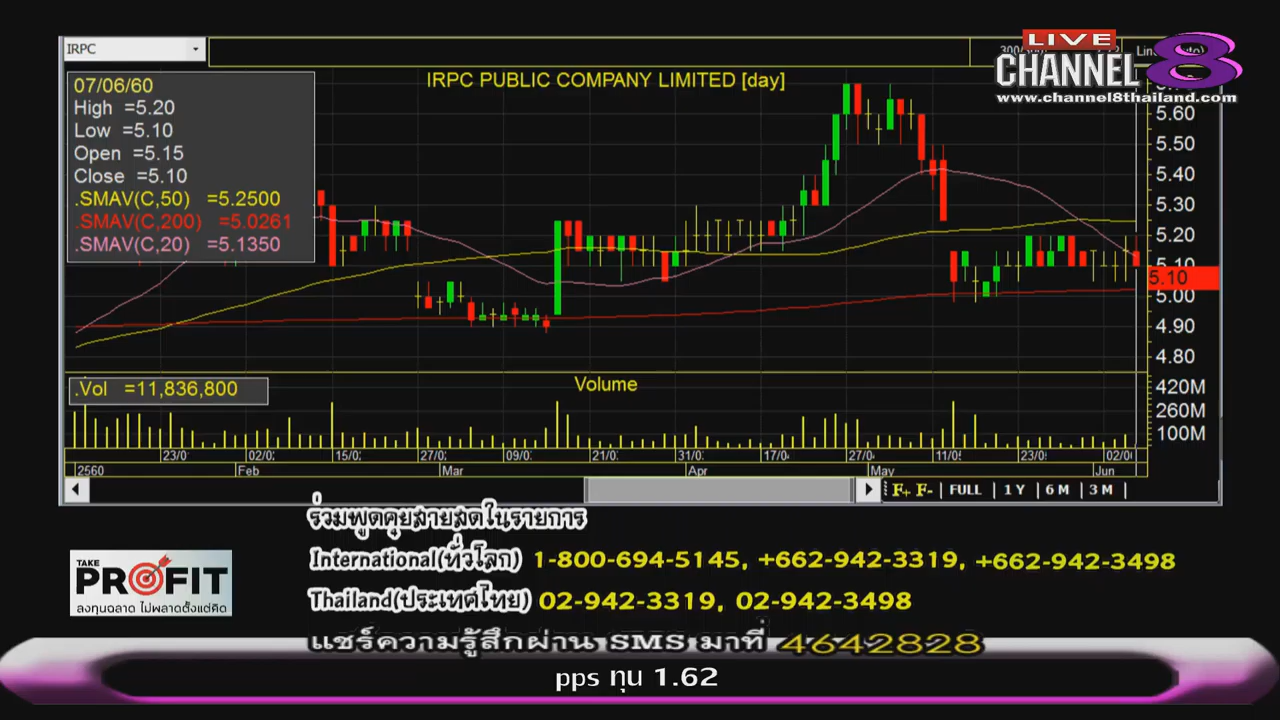 IRPC
LIVE
CHANNEL 8
www.channel8thailand.com
IRPC PUBLIC COMPANY LIMITED [day]
07/06/60
High =5.20
Low =5.10
Open =5.15
Close =5.10
.SMAV(C,50) =5.2500
.SMAV(C,200) =5.0261
.SMAV(C,20) =5.1350
5.60
5.50
5.40
5.30
5.20
5.10
5.10
5.00
4.90
4.80
.Vol =11,836,800
Volume
420M
260M
100M
23/0 02/0 15/0 27/0 09/0 21/0 31/0 17/0 27/0 11/0 23/0 02/0
2560 Feb Mar Apr May Jun
F+ F- FULL 1 Y 6 M 3 M
ร่วมพูดคุยสายสดในรายการ
International(ทั่วโลก) 1-800-694-5145, +662-942-3319, +662-942-3498
TAKE PROFIT
ลงทุนฉลาด ไม่พลาดตั้งแต่คิด
Thailand(ประเทศไทย) 02-942-3319, 02-942-3498
แชร์ความรู้สึกผ่าน SMS มาที่ 4642828
pps ทุน 1.62